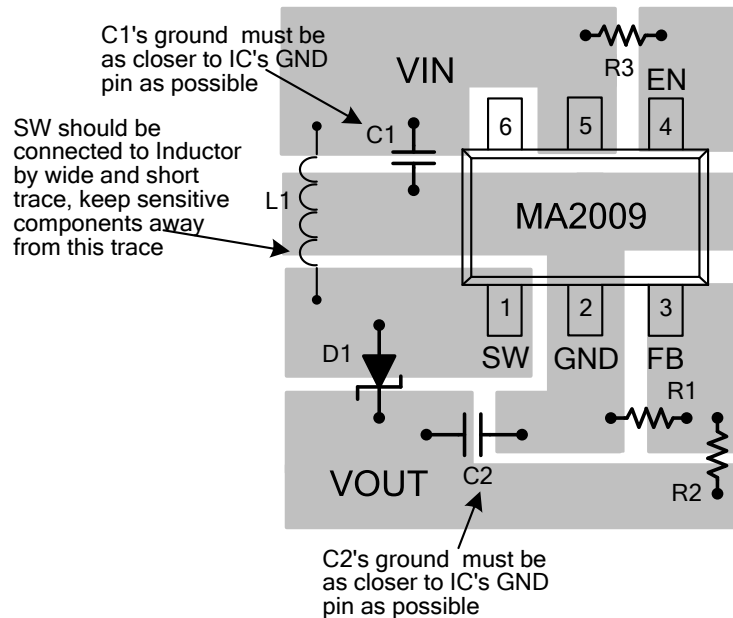 C1's ground must be
as closer to IC's GND
pin as possible
VIN
R3
EN
SW should be
connected to Inductor
by wide and short
trace, keep sensitive
components away
from this trace
C1
6
5
4
L1
MA2009
1
2
3
D1
SW
GND
FB
R1
VOUT
C2
R2
C2's ground must be
as closer to IC's GND
pin as possible